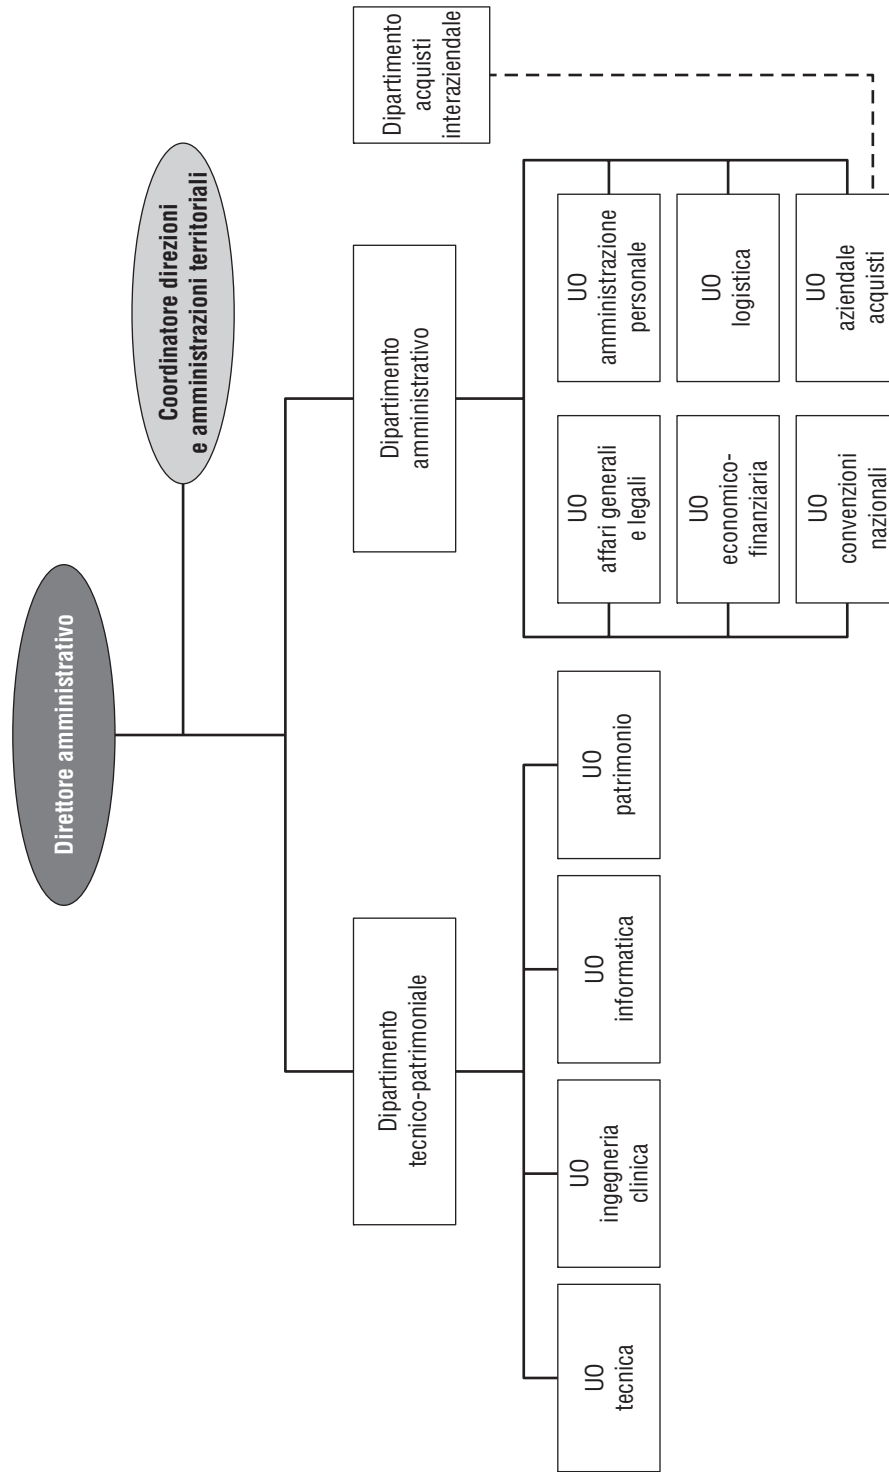 Direttore amministrativo
Coordinatore direzioni
e amministrazioni territoriali
Dipartimento
tecnico-patrimoniale
Dipartimento
amministrativo
Dipartimento
acquisti
interaziendale
UO
tecnica
UO
ingegneria
clinica
UO
informatica
UO
patrimonio
UO
affari generali
e legali
UO
amministrazione
personale
UO
economico-
finanziaria
UO
logistica
UO
convenzioni
nazionali
UO
aziendale
acquisti